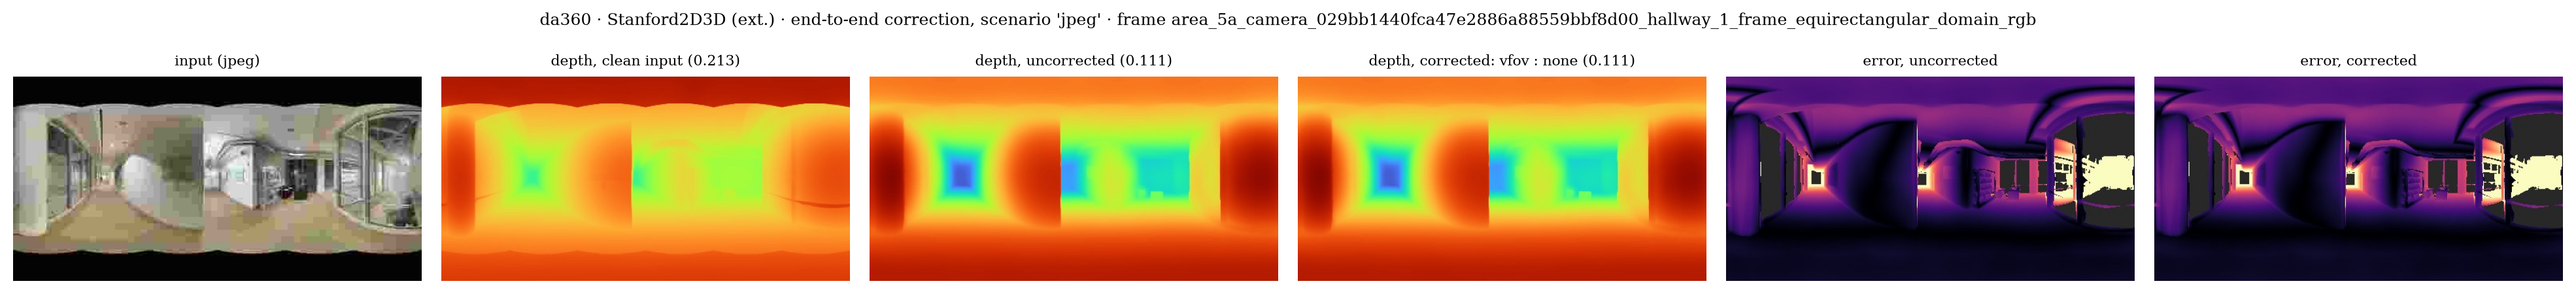 da360 · Stanford2D3D (ext.) · end-to-end correction, scenario 'jpeg' · frame area_5a_camera_029bb1440fca47e2886a88559bbf8d00_hallway_1_frame_equirectangular_domain_rgb
input (jpeg)
depth, clean input (0.213)
depth, uncorrected (0.111)
depth, corrected: vfov : none (0.111)
error, uncorrected
error, corrected